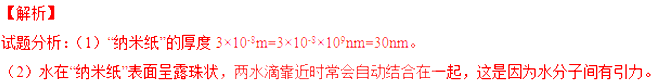 【解析】
试题分析：（1）“纳米纸”的厚度 3×10⁻⁸m=3×10⁻⁸×10⁹nm=30nm。
（2）水在“纳米纸”表面呈露珠状，两水滴靠近时常会自动结合在一起，这是因为水分子间有引力。